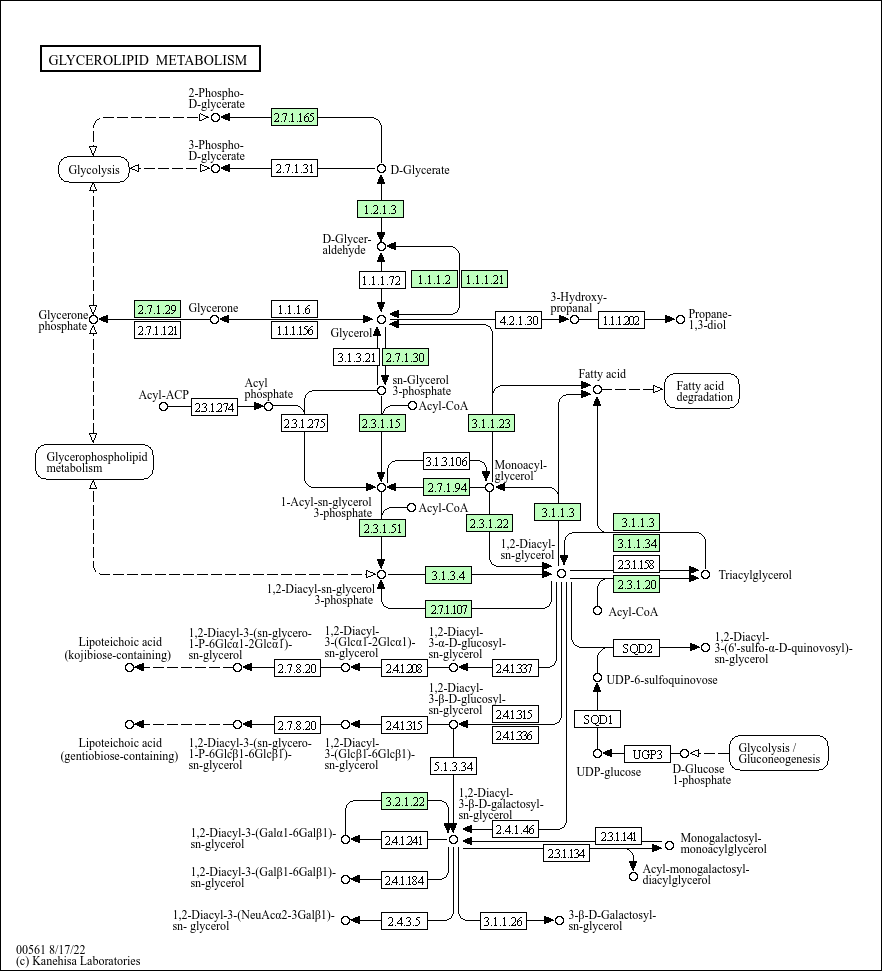 GLYCEROLIPID METABOLISM
2-Phospho-
D-glycerate
2.7.1.165
3-Phospho-
D-glycerate
Glycolysis
2.7.1.31
D-Glycerate
1.2.1.3
D-Glycer-
aldehyde
1.1.1.72
1.1.1.2
1.1.1.21
Glycerone
phosphate
2.7.1.29
2.7.1.121
Glycerone
1.1.1.6
1.1.1.156
Glycerol
4.2.1.30
3-Hydroxy-
propanal
1.1.1.202
Propane-
1,3-diol
3.1.3.21
2.7.1.30
sn-Glycerol
3-phosphate
Fatty acid
Fatty acid
degradation
Acyl-ACP
2.3.1.274
Acyl
phosphate
2.3.1.275
Acyl-CoA
2.3.1.15
3.1.1.23
Glycerophospholipid
metabolism
3.1.3.106
Monoacyl-
glycerol
2.7.1.94
1-Acyl-sn-glycerol
3-phosphate
Acyl-CoA
2.3.1.51
2.3.1.22
3.1.1.3
3.1.1.3
3.1.1.34
2.3.1.158
2.3.1.20
1,2-Diacyl-
sn-glycerol
Triacylglycerol
3.1.3.4
1,2-Diacyl-sn-glycerol
3-phosphate
2.7.1.107
Acyl-CoA
Lipoteichoic acid
(kojibiose-containing)
1,2-Diacyl-3-(sn-glycero-
1-P-6Glcα1-2Glcα1)-
sn-glycerol
2.7.8.20
1,2-Diacyl-
3-(Glcα1-2Glcα1)-
sn-glycerol
2.4.1.208
1,2-Diacyl-
3-α-D-glucosyl-
sn-glycerol
2.4.1.337
SQD2
1,2-Diacyl-
3-(6'-sulfo-α-D-quinovosyl)-
sn-glycerol
UDP-6-sulfoquinovose
1,2-Diacyl-
3-β-D-glucosyl-
sn-glycerol
2.4.1.315
2.4.1.336
SQD1
2.7.8.20
2.4.1.315
Lipoteichoic acid
(gentiobiose-containing)
1,2-Diacyl-3-(sn-glycero-
1-P-6Glcβ1-6Glcβ1)-
sn-glycerol
1,2-Diacyl-
3-(Glcβ1-6Glcβ1)-
sn-glycerol
5.1.3.34
UDP-glucose
UGP3
D-Glucose
1-phosphate
Glycolysis /
Gluconeogenesis
3.2.1.22
1,2-Diacyl-
3-β-D-galactosyl-
sn-glycerol
2.4.1.46
1,2-Diacyl-3-(Galα1-6Galβ1)-
sn-glycerol
2.4.1.241
2.3.1.141
2.3.1.134
Monogalactosyl-
monoacylglycerol
1,2-Diacyl-3-(Galβ1-6Galβ1)-
sn-glycerol
2.4.1.184
Acyl-monogalactosyl-
diacylglycerol
1,2-Diacyl-3-(NeuAcα2-3Galβ1)-
sn- glycerol
2.4.3.5
3.1.1.26
3-β-D-Galactosyl-
sn-glycerol
00561 8/17/22
(c) Kanehisa Laboratories